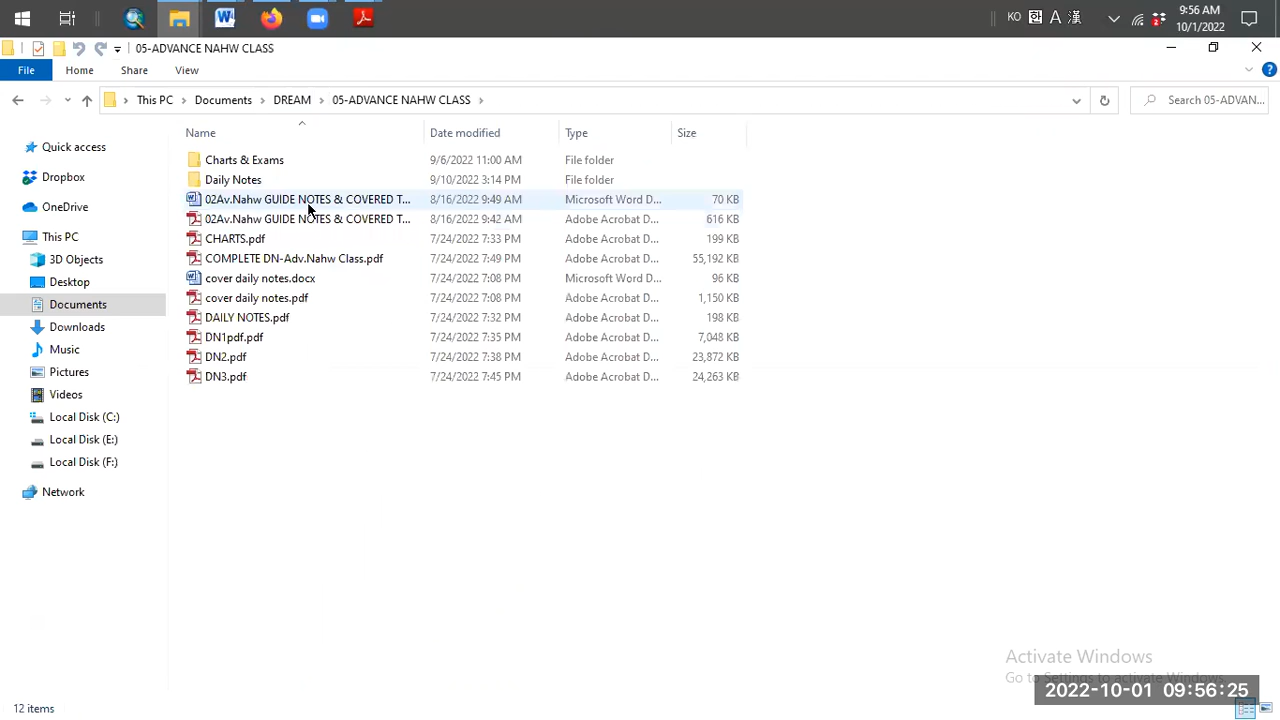 9:56 AM
KO A 漢
10/1/2022
05-ADVANCE NAHW CLASS
File Home Share View
This PC Documents DREAM 05-ADVANCE NAHW CLASS Search 05-ADVAN...
Name Date modified Type Size
Quick access
Dropbox
OneDrive
This PC
3D Objects
Desktop
Documents
Downloads
Music
Pictures
Videos
Local Disk (C:)
Local Disk (E:)
Local Disk (F:)
Network
Charts & Exams 9/6/2022 11:00 AM File folder
Daily Notes 9/10/2022 3:14 PM File folder
02Av.Nahw GUIDE NOTES & COVERED T... 8/16/2022 9:49 AM Microsoft Word D... 70 KB
02Av.Nahw GUIDE NOTES & COVERED T... 8/16/2022 9:42 AM Adobe Acrobat D... 616 KB
CHARTS.pdf 7/24/2022 7:33 PM Adobe Acrobat D... 199 KB
COMPLETE DN-Adv.Nahw Class.pdf 7/24/2022 7:49 PM Adobe Acrobat D... 55,192 KB
cover daily notes.docx 7/24/2022 7:08 PM Microsoft Word D... 96 KB
cover daily notes.pdf 7/24/2022 7:08 PM Adobe Acrobat D... 1,150 KB
DAILY NOTES.pdf 7/24/2022 7:32 PM Adobe Acrobat D... 198 KB
DN1pdf.pdf 7/24/2022 7:35 PM Adobe Acrobat D... 7,048 KB
DN2.pdf 7/24/2022 7:38 PM Adobe Acrobat D... 23,872 KB
DN3.pdf 7/24/2022 7:45 PM Adobe Acrobat D... 24,263 KB
Activate Windows
Go to Settings to activate Windows.
2022-10-01 09:56:25
12 items